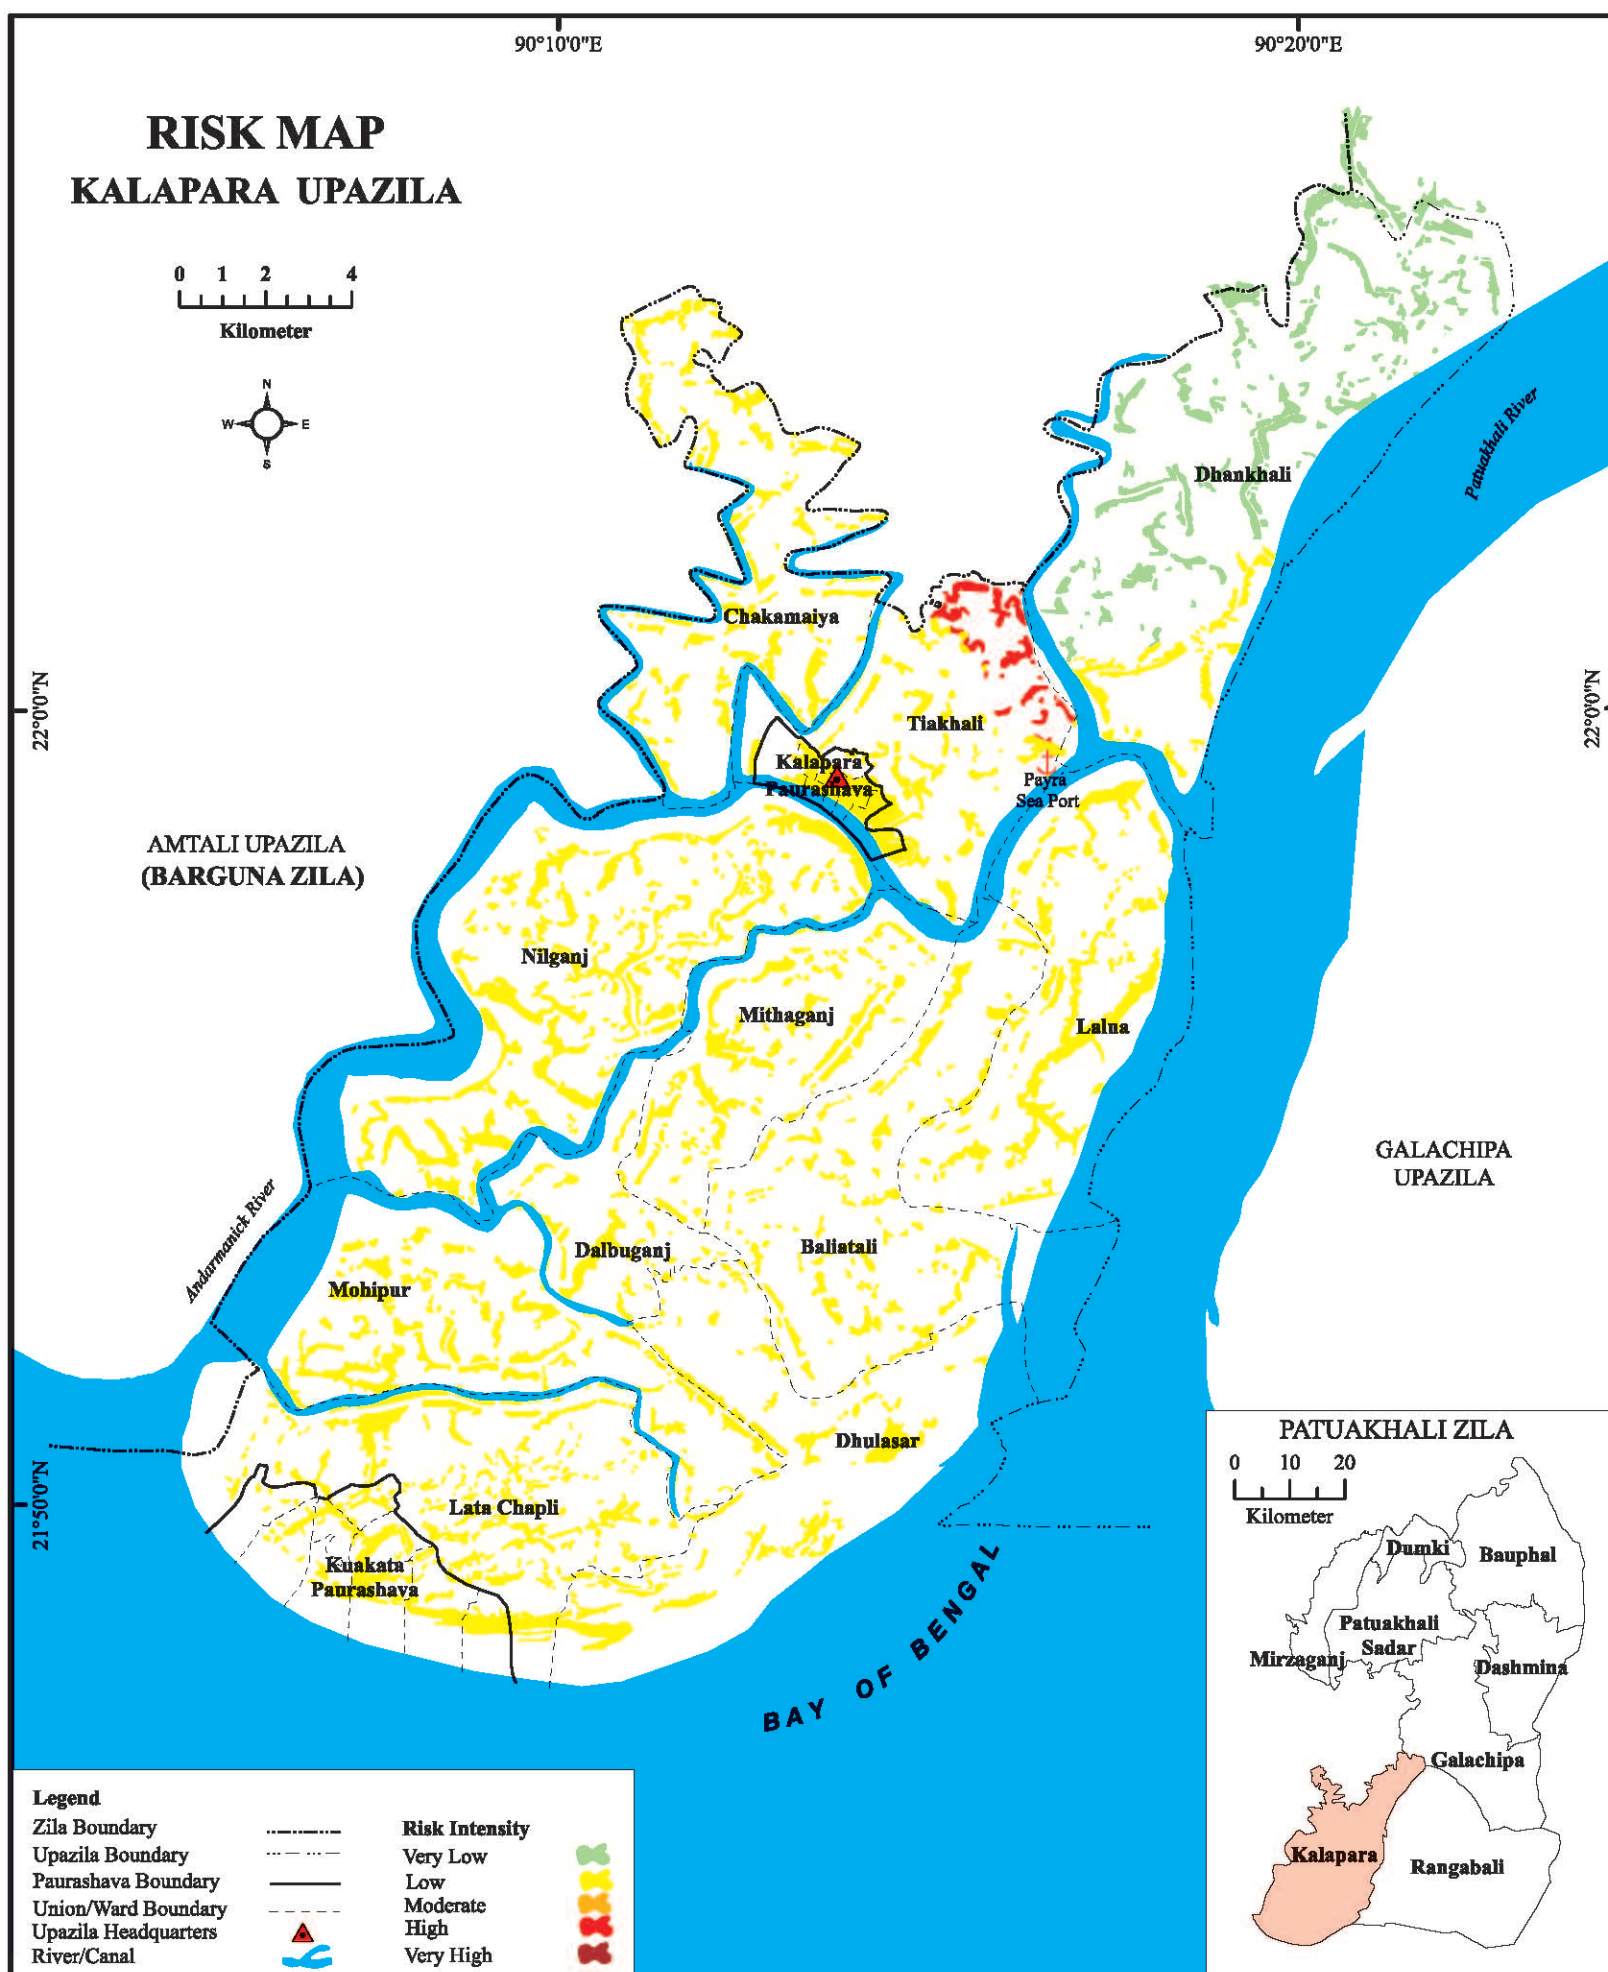 90°10'0"E
90°20'0"E
RISK MAP
KALAPARA UPAZILA
0 1 2 4
Kilometer
N
W E
S
Patuakhali River
Dhankhali
Chakamaiya
22°0'0"N
22°0'0"N
Tiakhali
Kalapara
Paurashava
Payra
Sea Port
AMTALI UPAZILA
(BARGUNA ZILA)
Nilganj
Mithaganj
Lalua
GALACHIPA
UPAZILA
Andarmanick River
Dalbuganj
Baliatali
Mohipur
Dhulasar
21°50'0"N
Lata Chapli
Kuakata
Paurashava
BAY OF BENGAL
PATUAKHALI ZILA
0 10 20
Kilometer
Dumki
Bauphal
Patuakhali
Sadar
Mirzaganj
Dashmina
Galachipa
Kalapara
Rangabali
Legend
Zila Boundary
Upazila Boundary
Paurashava Boundary
Union/Ward Boundary
Upazila Headquarters
River/Canal
Risk Intensity
Very Low
Low
Moderate
High
Very High